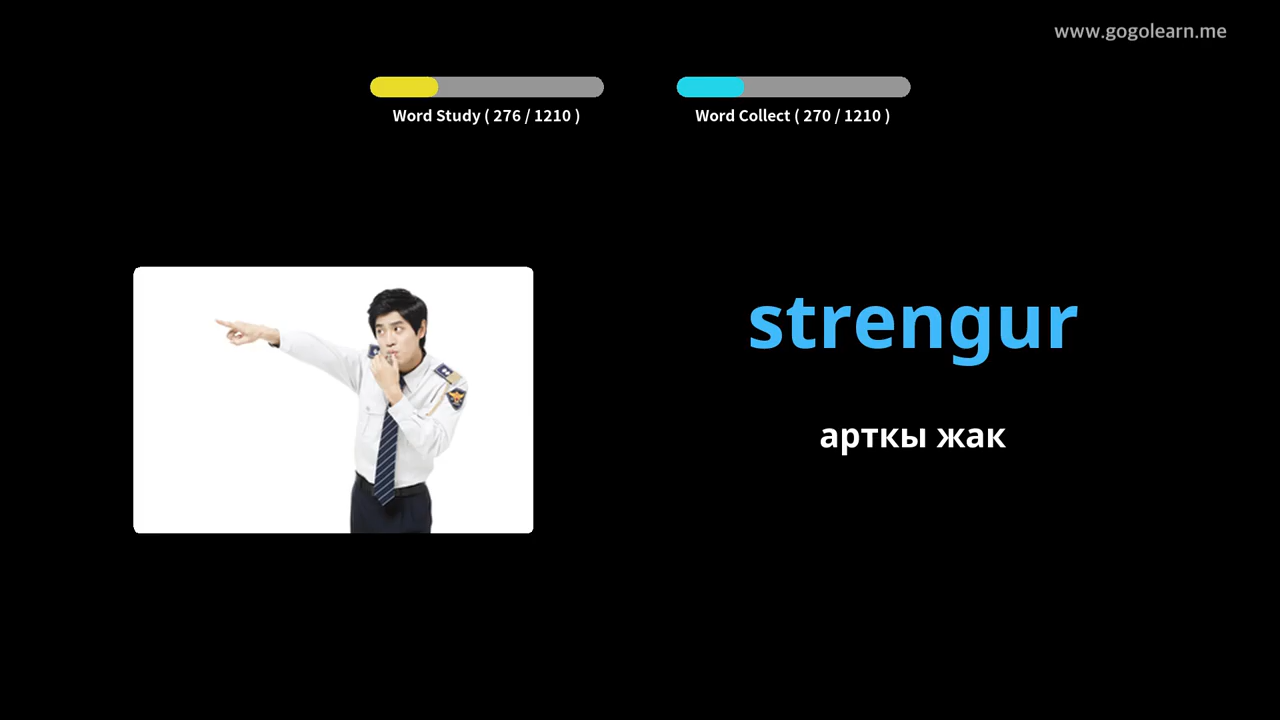 www.gogolearn.me
Word Study ( 276 / 1210 )
Word Collect ( 270 / 1210 )
strengur
арткы жак